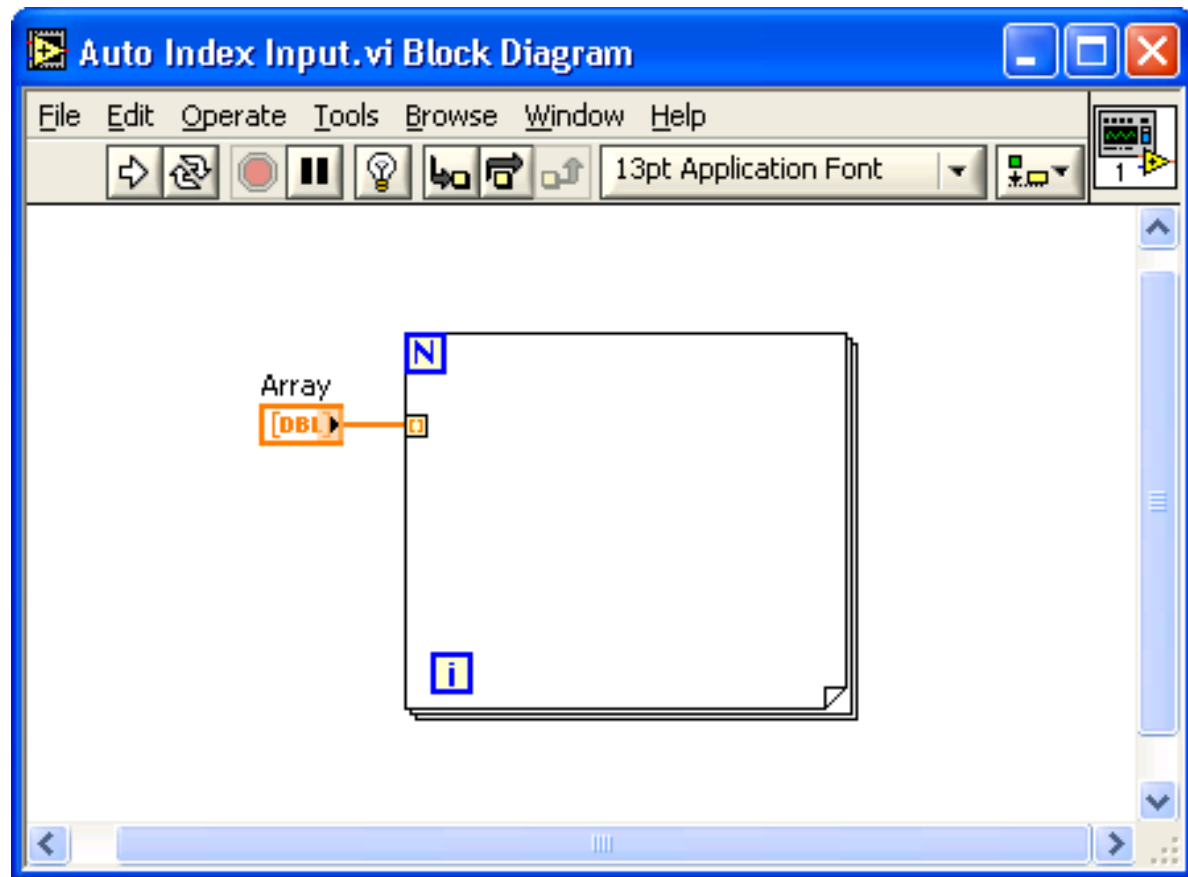 Auto Index Input.vi Block Diagram
File Edit Operate Tools Browse Window Help
13pt Application Font
1
N
Array
[DBL]
i